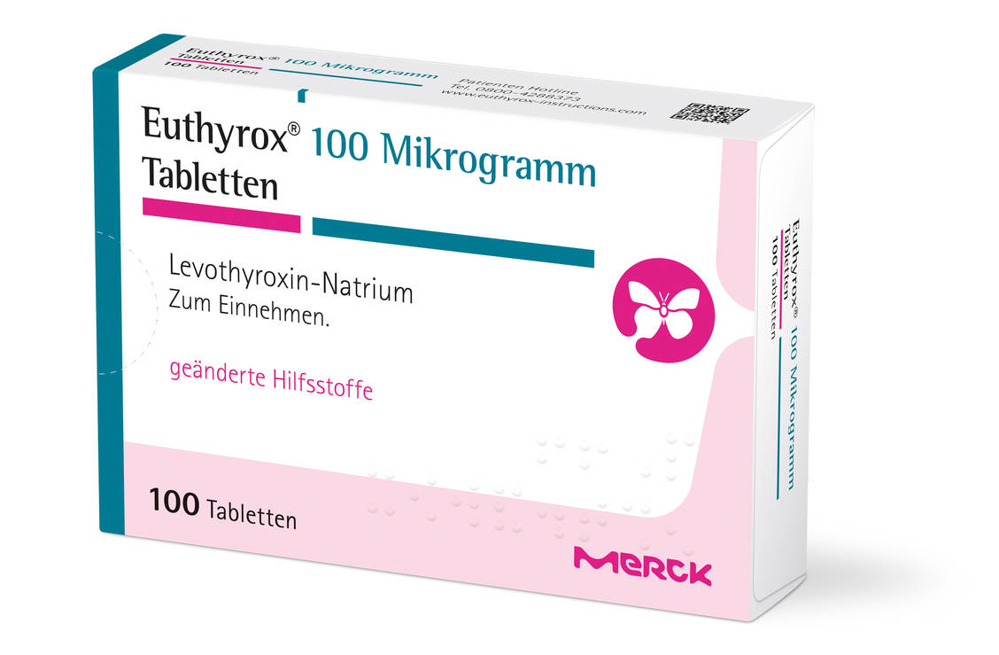 Euthyrox® 100 Mikrogramm
Tabletten
100 Tabletten
Patienten Hotline
Tel. 0800-4288373
www.euthyrox-instructions.com
Euthyrox® 100 Mikrogramm
Tabletten
Levothyroxin-Natrium
Zum Einnehmen.
geänderte Hilfsstoffe
100 Tabletten
MERCK
Euthyrox® 100 Mikrogramm
Tabletten
100 Tabletten